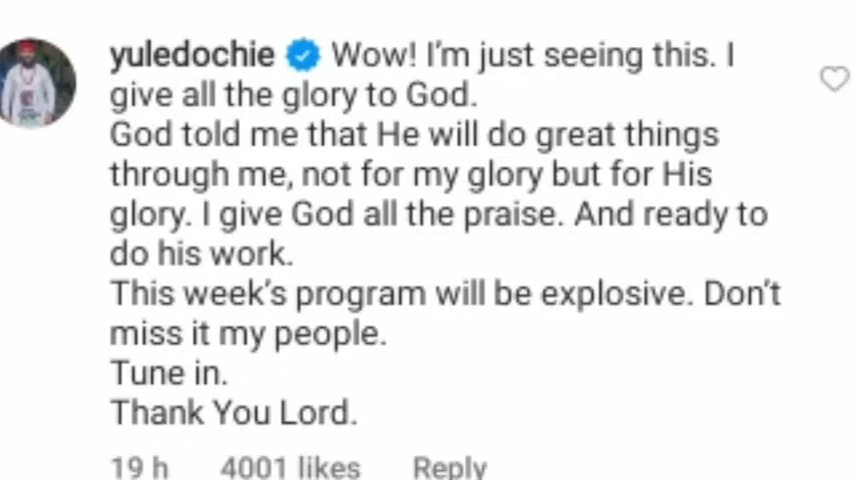 yuledochie Wow! I'm just seeing this. I
give all the glory to God.
God told me that He will do great things
through me, not for my glory but for His
glory. I give God all the praise. And ready to
do his work.
This week's program will be explosive. Don't
miss it my people.
Tune in.
Thank You Lord.
19 h 4001 likes Reply